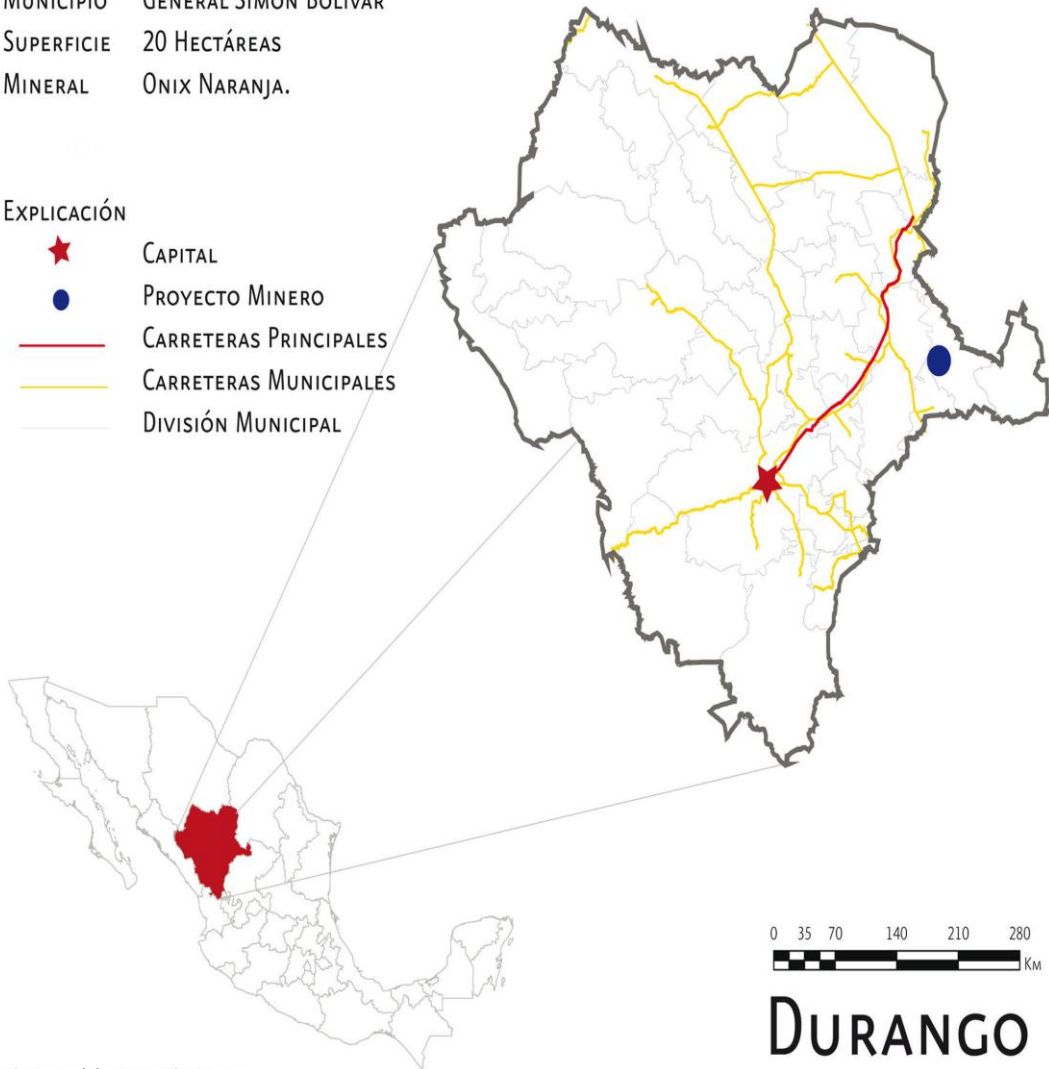 MUNICIPIO GENERAL SIMÓN BOLÍVAR
SUPERFICIE 20 HECTÁREAS
MINERAL ONIX NARANJA.
EXPLICACIÓN
CAPITAL
PROYECTO MINERO
CARRETERAS PRINCIPALES
CARRETERAS MUNICIPALES
DIVISIÓN MUNICIPAL
0 35 70 140 210 280
KM
DURANGO